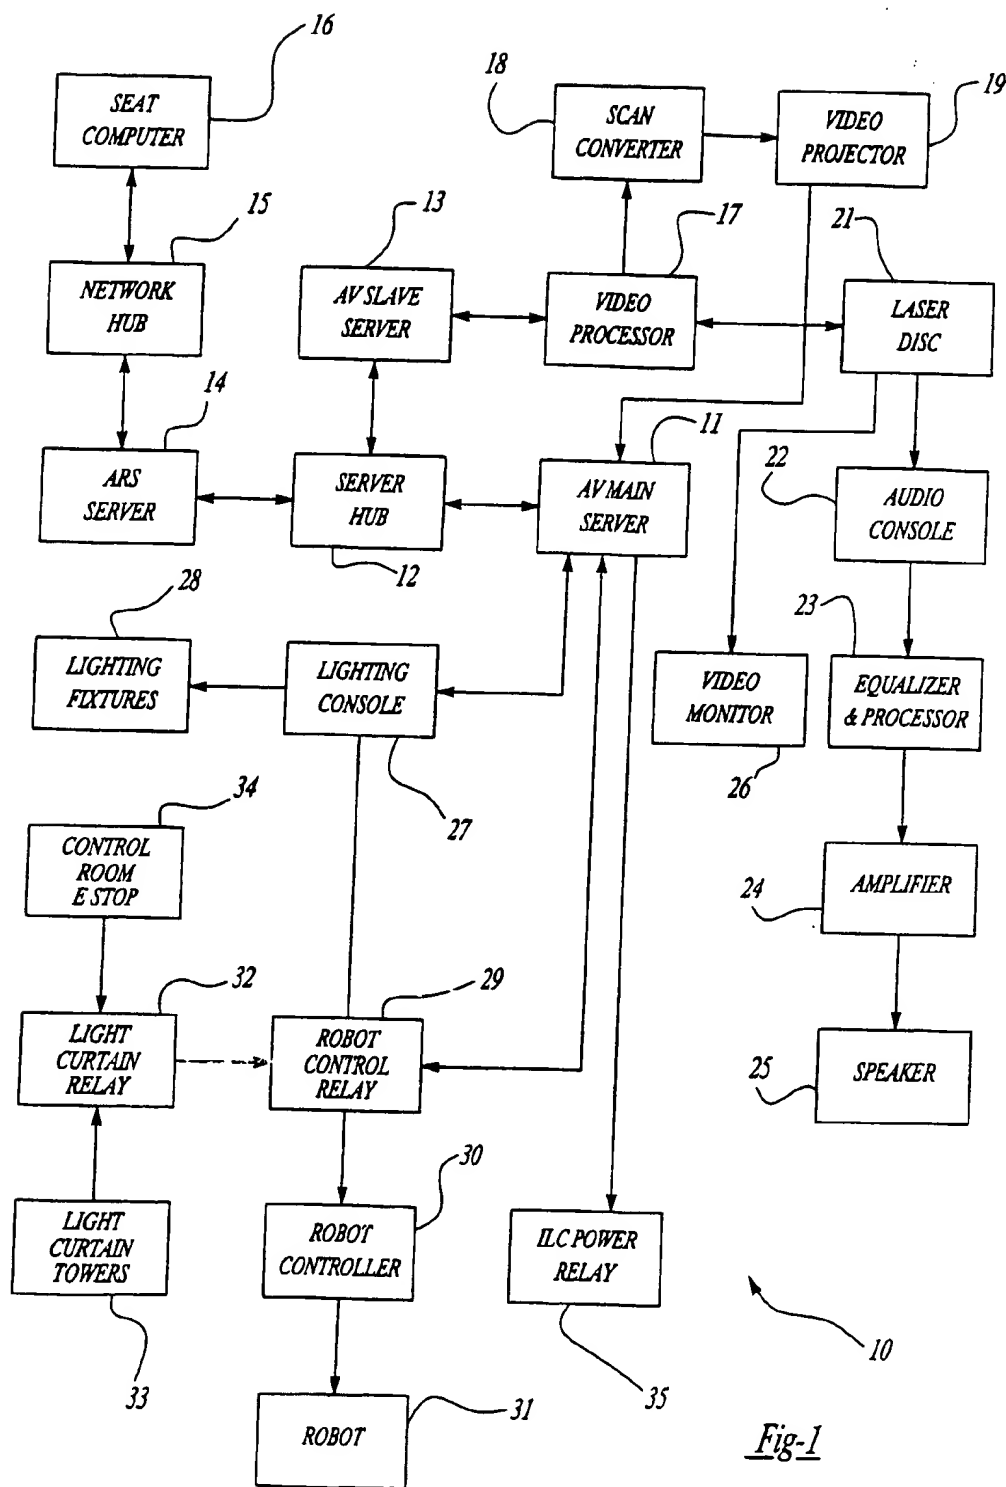 16
SEAT
COMPUTER
18
SCAN
CONVERTER
VIDEO
PROJECTOR
19
15
NETWORK
HUB
13
AV SLAVE
SERVER
17
VIDEO
PROCESSOR
21
LASER
DISC
14
ARS
SERVER
SERVER
HUB
12
11
AV MAIN
SERVER
22
AUDIO
CONSOLE
28
LIGHTING
FIXTURES
LIGHTING
CONSOLE
27
VIDEO
MONITOR
26
23
EQUALIZER
& PROCESSOR
34
CONTROL
ROOM
E STOP
AMPLIFIER
24
32
LIGHT
CURTAIN
RELAY
29
ROBOT
CONTROL
RELAY
SPEAKER
25
LIGHT
CURTAIN
TOWERS
33
30
ROBOT
CONTROLLER
ILC POWER
RELAY
35
10
ROBOT
31
Fig-1